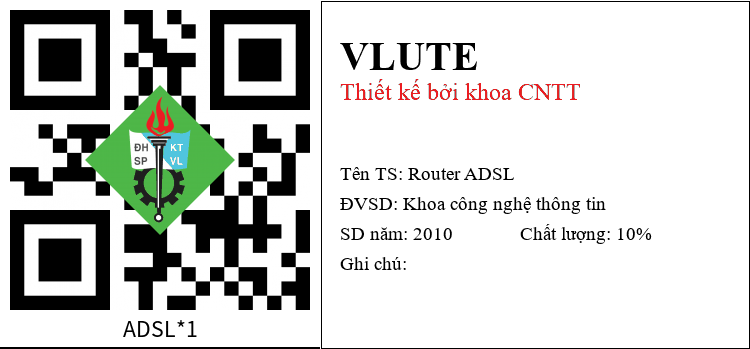 ĐH KT
SP VL
ADSL*1
VLUTE
Thiết kế bởi khoa CNTT
Tên TS: Router ADSL
ĐVSD: Khoa công nghệ thông tin
SD năm: 2010 Chất lượng: 10%
Ghi chú: